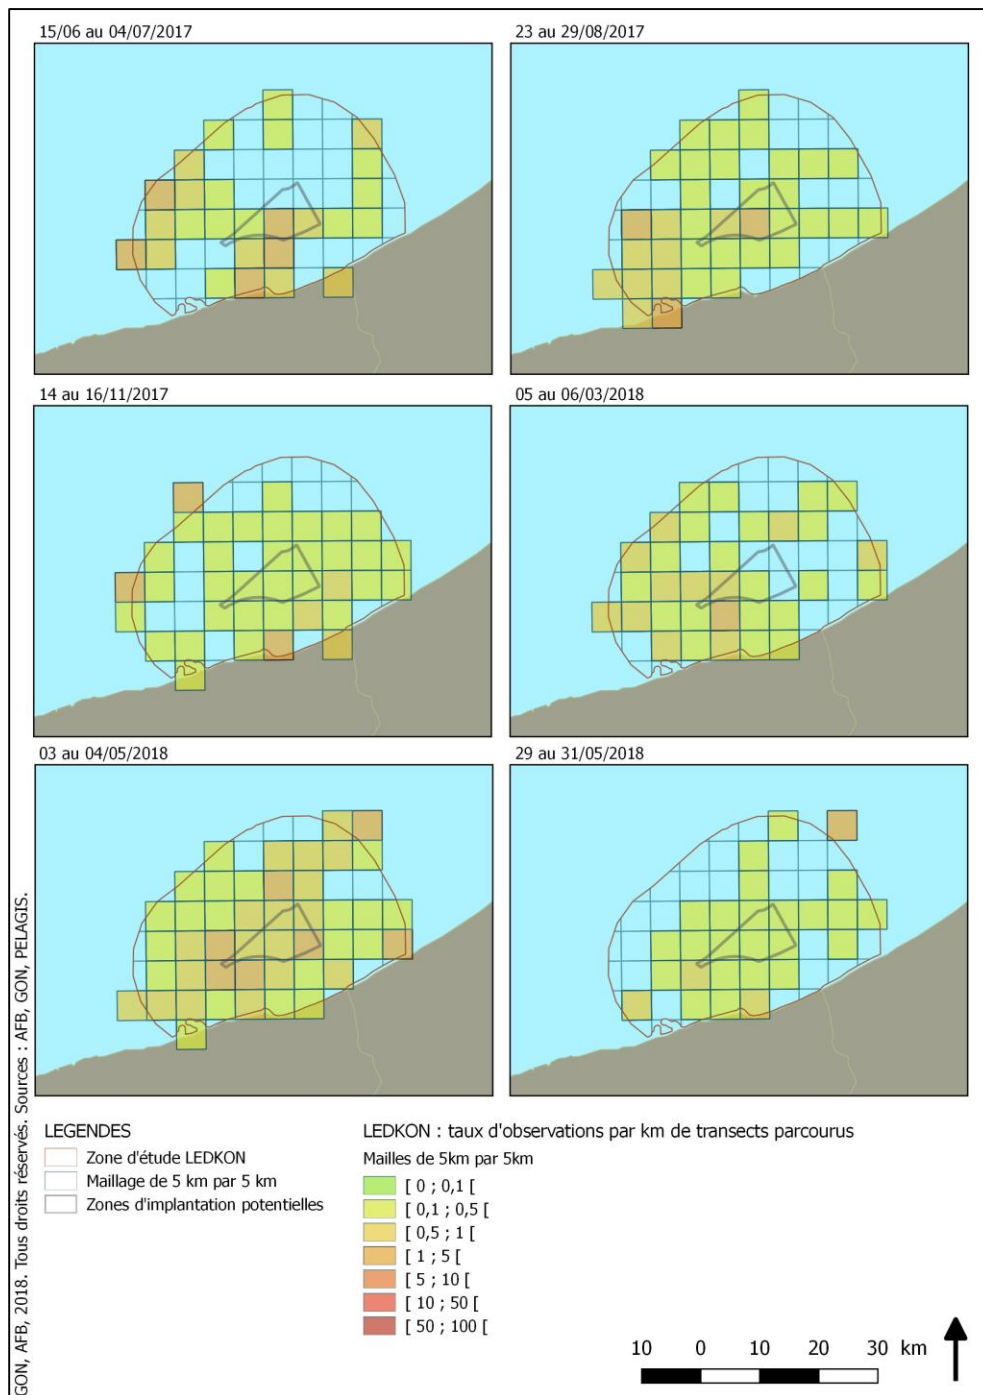 15/06 au 04/07/2017
23 au 29/08/2017
14 au 16/11/2017
05 au 06/03/2018
03 au 04/05/2018
29 au 31/05/2018
GON, AFB, 2018. Tous droits réservés. Sources : AFB, GON, PELAGIS.
LEGENDES
Zone d'étude LEDKON
Maillage de 5 km par 5 km
Zones d'implantation potentielles
LEDKON : taux d'observations par km de transects parcourus
Mailles de 5km par 5km
[ 0 ; 0,1 [
[ 0,1 ; 0,5 [
[ 0,5 ; 1 [
[ 1 ; 5 [
[ 5 ; 10 [
[ 10 ; 50 [
[ 50 ; 100 [
10 0 10 20 30 km